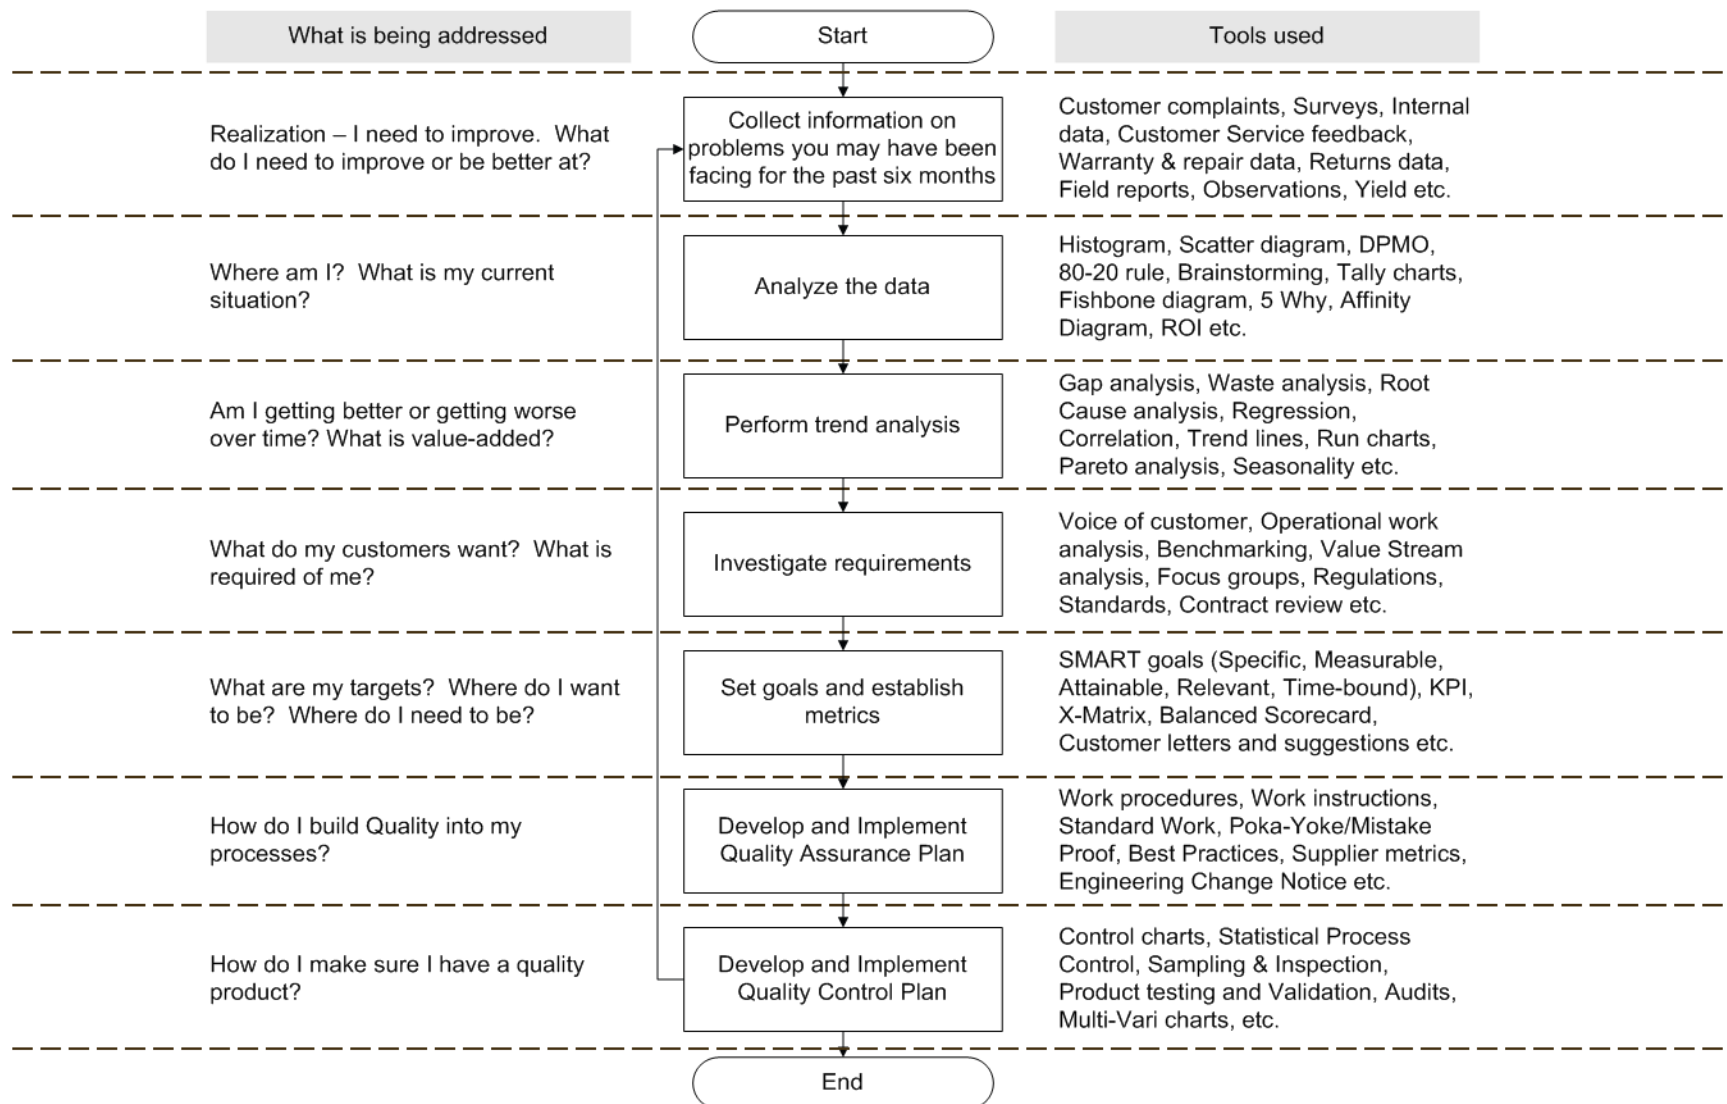 What is being addressed
Start
Tools used
Realization – I need to improve.  What
do I need to improve or be better at?
Collect information on
problems you may have been
facing for the past six months
Customer complaints, Surveys, Internal
data, Customer Service feedback,
Warranty & repair data, Returns data,
Field reports, Observations, Yield etc.
Where am I?  What is my current
situation?
Analyze the data
Histogram, Scatter diagram, DPMO,
80-20 rule, Brainstorming, Tally charts,
Fishbone diagram, 5 Why, Affinity
Diagram, ROI etc.
Am I getting better or getting worse
over time? What is value-added?
Perform trend analysis
Gap analysis, Waste analysis, Root
Cause analysis, Regression,
Correlation, Trend lines, Run charts,
Pareto analysis, Seasonality etc.
What do my customers want?  What is
required of me?
Investigate requirements
Voice of customer, Operational work
analysis, Benchmarking, Value Stream
analysis, Focus groups, Regulations,
Standards, Contract review etc.
What are my targets?  Where do I want
to be?  Where do I need to be?
Set goals and establish
metrics
SMART goals (Specific, Measurable,
Attainable, Relevant, Time-bound), KPI,
X-Matrix, Balanced Scorecard,
Customer letters and suggestions etc.
How do I build Quality into my
processes?
Develop and Implement
Quality Assurance Plan
Work procedures, Work instructions,
Standard Work, Poka-Yoke/Mistake
Proof, Best Practices, Supplier metrics,
Engineering Change Notice etc.
How do I make sure I have a quality
product?
Develop and Implement
Quality Control Plan
Control charts, Statistical Process
Control, Sampling & Inspection,
Product testing and Validation, Audits,
Multi-Vari charts, etc.
End